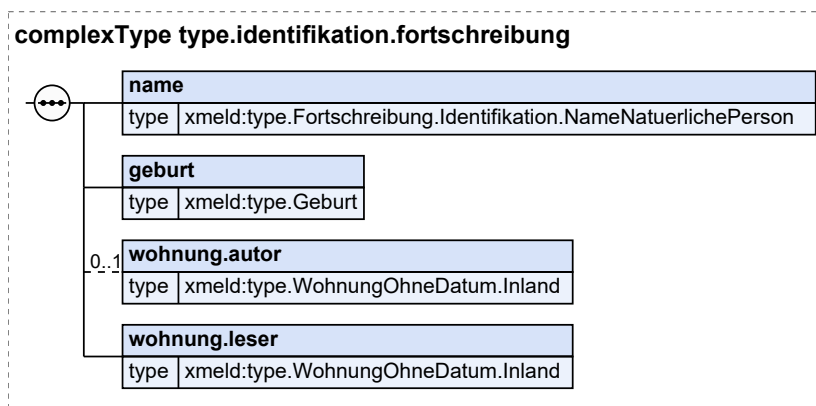 complexType type.identifikation.fortschreibung
name
type xmeld:type.Fortschreibung.Identifikation.NameNatuerlichePerson
geburt
type xmeld:type.Geburt
0..1 wohnung.autor
type xmeld:type.WohnungOhneDatum.Inland
wohnung.leser
type xmeld:type.WohnungOhneDatum.Inland